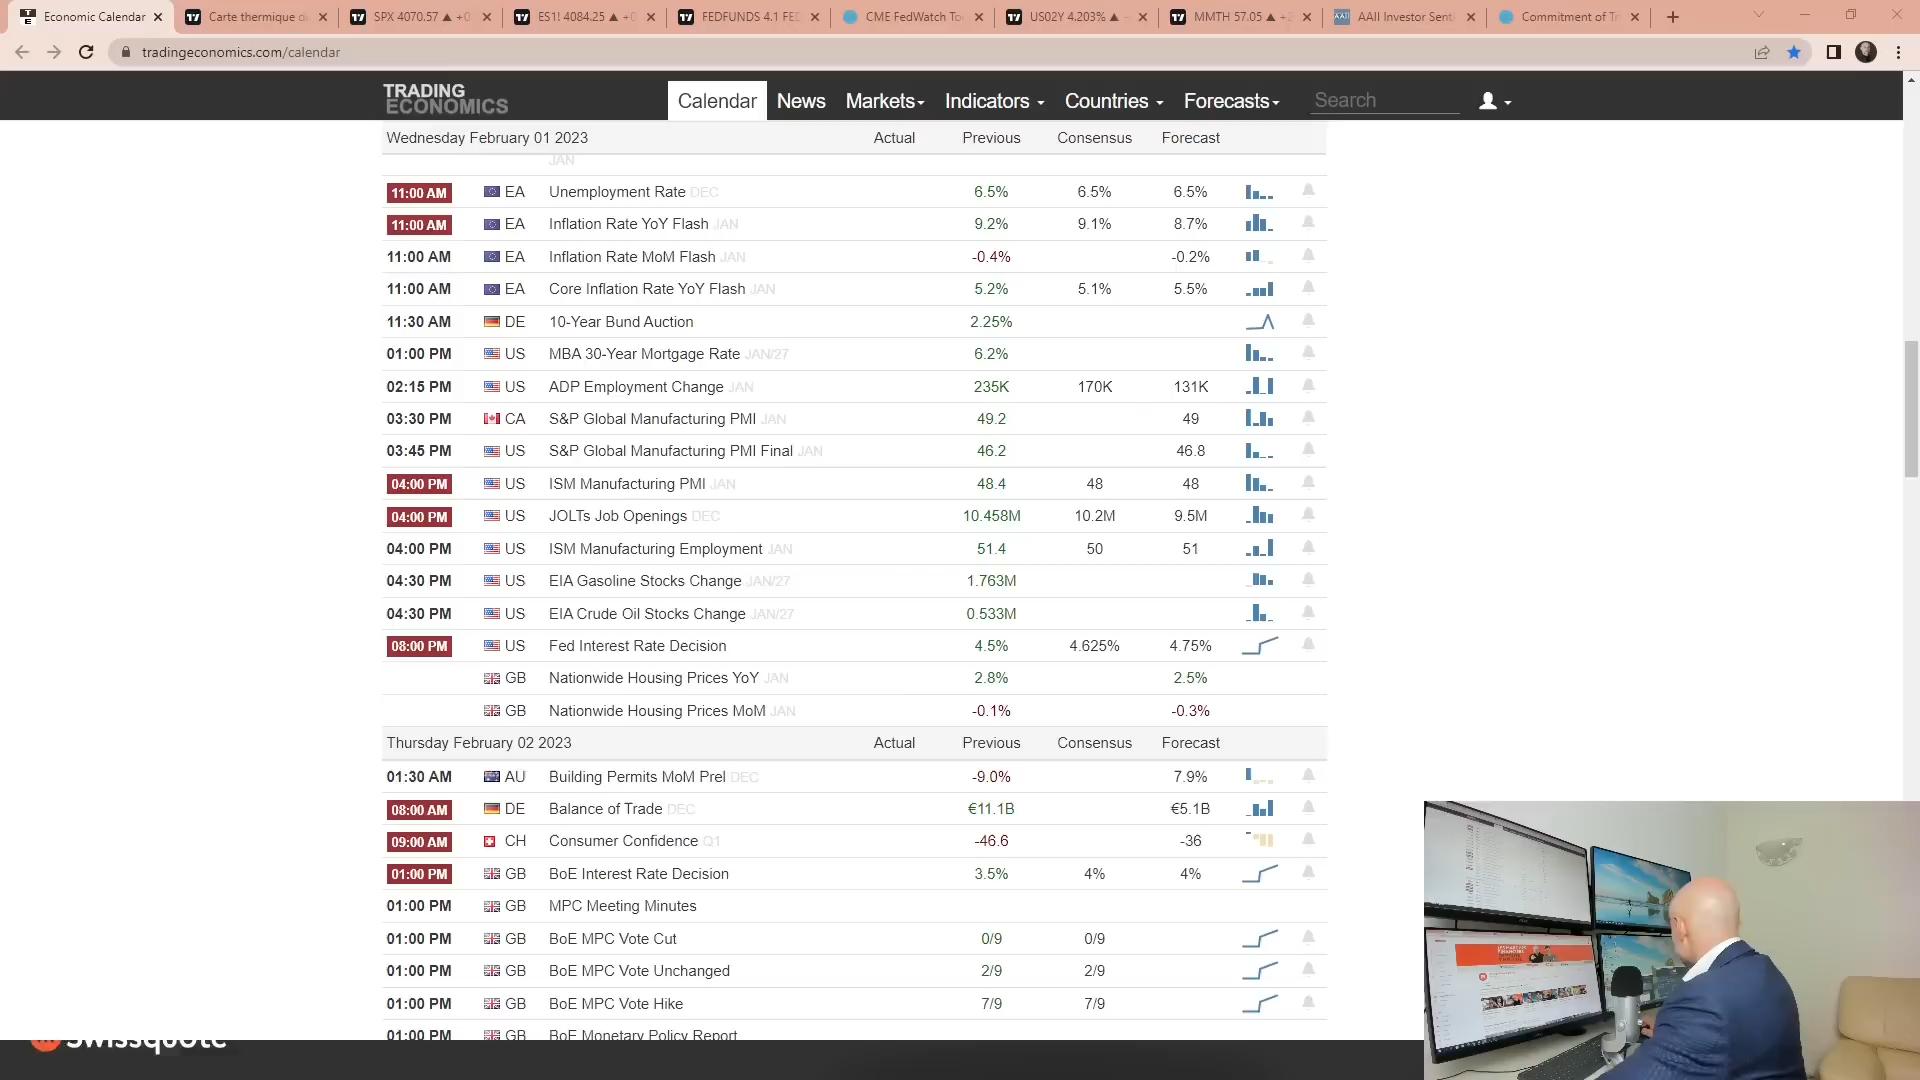 Economic Calendar
Carte thermique d
SPX 4070.57 ▲ +0
ES1! 4084.25 ▲ +0
FEDFUNDS 4.1 FED
CME FedWatch To
US02Y 4.203% ▲ −
MMTH 57.05 ▲ +2
AAII Investor Sent
Commitment of Tr
tradingeconomics.com/calendar
TRADING
ECONOMICS
Calendar News Markets Indicators Countries Forecasts Search
Wednesday February 01 2023 Actual Previous Consensus Forecast
JAN
11:00 AM EA Unemployment Rate DEC 6.5% 6.5% 6.5%
11:00 AM EA Inflation Rate YoY Flash JAN 9.2% 9.1% 8.7%
11:00 AM EA Inflation Rate MoM Flash JAN -0.4% -0.2%
11:00 AM EA Core Inflation Rate YoY Flash JAN 5.2% 5.1% 5.5%
11:30 AM DE 10-Year Bund Auction 2.25%
01:00 PM US MBA 30-Year Mortgage Rate JAN/27 6.2%
02:15 PM US ADP Employment Change JAN 235K 170K 131K
03:30 PM CA S&P Global Manufacturing PMI JAN 49.2 49
03:45 PM US S&P Global Manufacturing PMI Final JAN 46.2 46.8
04:00 PM US ISM Manufacturing PMI JAN 48.4 48 48
04:00 PM US JOLTs Job Openings DEC 10.458M 10.2M 9.5M
04:00 PM US ISM Manufacturing Employment JAN 51.4 50 51
04:30 PM US EIA Gasoline Stocks Change JAN/27 1.763M
04:30 PM US EIA Crude Oil Stocks Change JAN/27 0.533M
08:00 PM US Fed Interest Rate Decision 4.5% 4.625% 4.75%
GB Nationwide Housing Prices YoY JAN 2.8% 2.5%
GB Nationwide Housing Prices MoM JAN -0.1% -0.3%
Thursday February 02 2023 Actual Previous Consensus Forecast
01:30 AM AU Building Permits MoM Prel DEC -9.0% 7.9%
08:00 AM DE Balance of Trade DEC €11.1B €5.1B
09:00 AM CH Consumer Confidence Q1 -46.6 -36
01:00 PM GB BoE Interest Rate Decision 3.5% 4% 4%
01:00 PM GB MPC Meeting Minutes
01:00 PM GB BoE MPC Vote Cut 0/9 0/9
01:00 PM GB BoE MPC Vote Unchanged 2/9 2/9
01:00 PM GB BoE MPC Vote Hike 7/9 7/9
01:00 PM GB BoE Monetary Policy Report
Swissquote